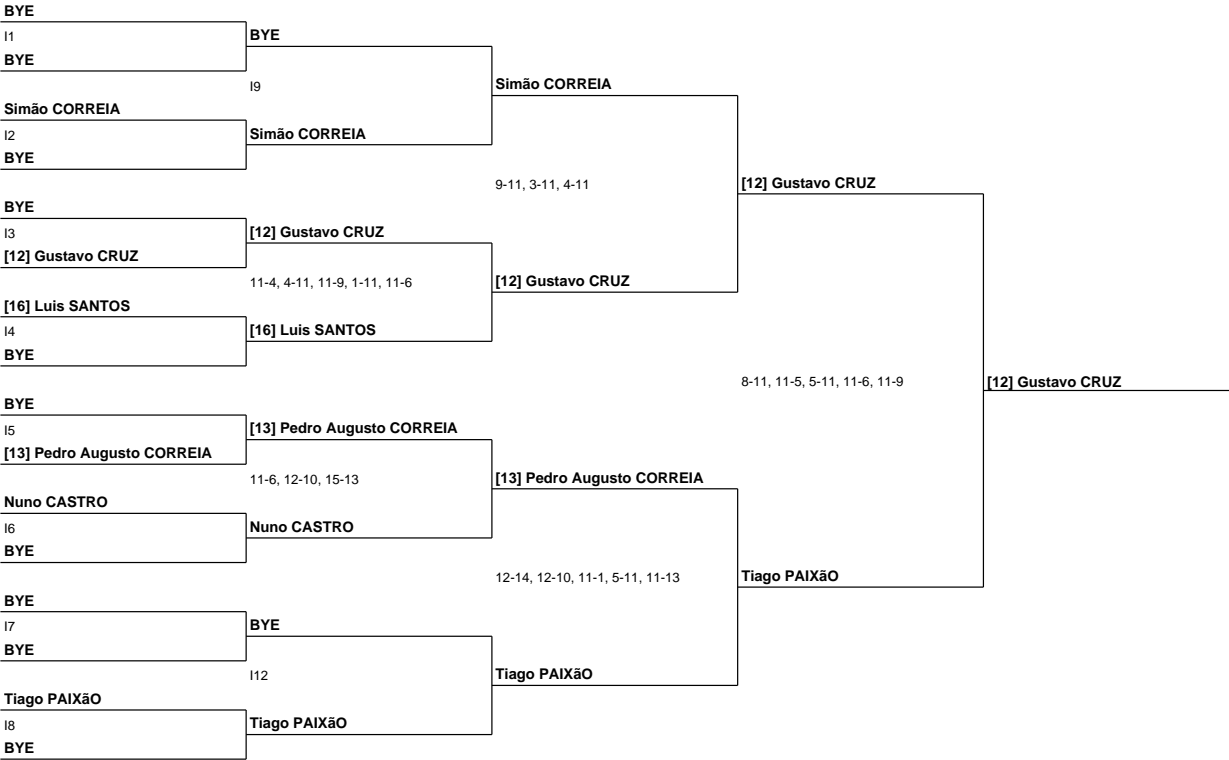 BYE
I1
BYE
BYE
I9
Simão CORREIA
Simão CORREIA
I2
Simão CORREIA
BYE
9-11, 3-11, 4-11
[12] Gustavo CRUZ
BYE
I3
[12] Gustavo CRUZ
[12] Gustavo CRUZ
11-4, 4-11, 11-9, 1-11, 11-6
[12] Gustavo CRUZ
[16] Luis SANTOS
I4
[16] Luis SANTOS
BYE
8-11, 11-5, 5-11, 11-6, 11-9
[12] Gustavo CRUZ
BYE
I5
[13] Pedro Augusto CORREIA
[13] Pedro Augusto CORREIA
11-6, 12-10, 15-13
[13] Pedro Augusto CORREIA
Nuno CASTRO
I6
Nuno CASTRO
BYE
12-14, 12-10, 11-1, 5-11, 11-13
Tiago PAIXãO
BYE
I7
BYE
BYE
I12
Tiago PAIXãO
Tiago PAIXãO
I8
Tiago PAIXãO
BYE